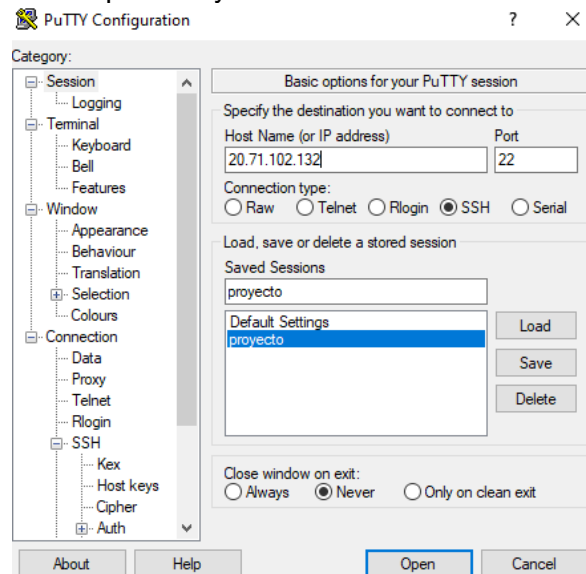 PuTTY Configuration
?
Category:
Session
Logging
Terminal
Keyboard
Bell
Features
Window
Appearance
Behaviour
Translation
Selection
Colours
Connection
Data
Proxy
Telnet
Rlogin
SSH
Kex
Host keys
Cipher
Auth
Basic options for your PuTTY session
Specify the destination you want to connect to
Host Name (or IP address) Port
20.71.102.132 22
Connection type:
Raw Telnet Rlogin SSH Serial
Load, save or delete a stored session
Saved Sessions
proyecto
Default Settings
proyecto
Load
Save
Delete
Close window on exit:
Always Never Only on clean exit
About Help Open Cancel